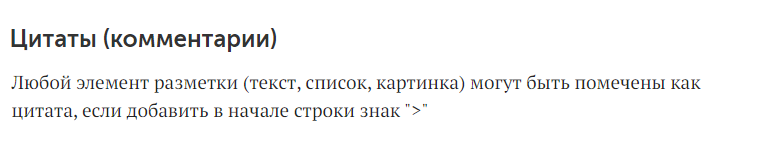 Цитаты (комментарии)
Любой элемент разметки (текст, список, картинка) могут быть помечены как
цитата, если добавить в начале строки знак ">"